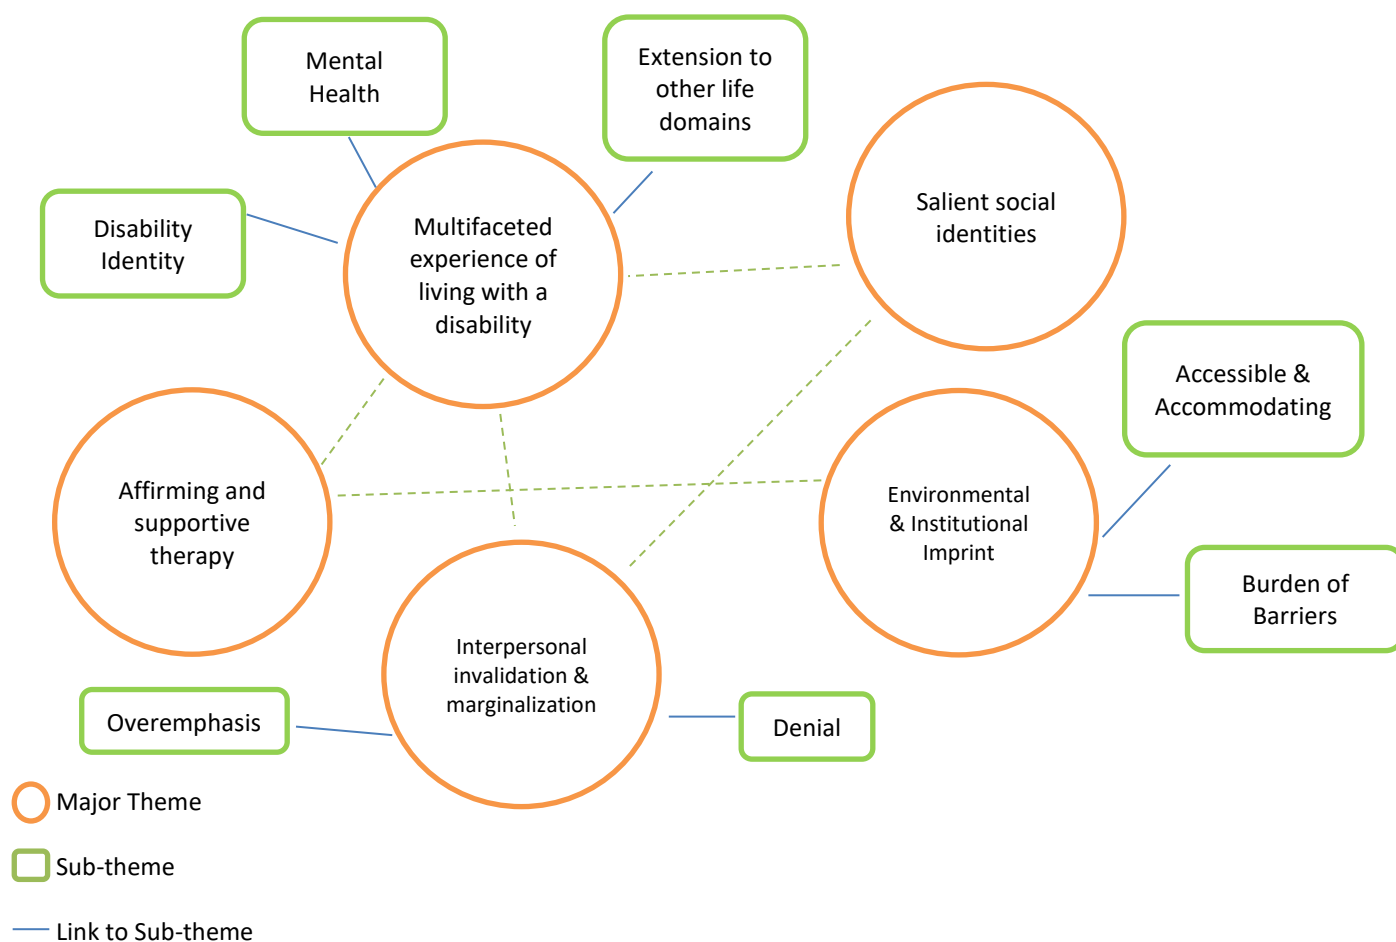 Mental
Health
Extension to
other life
domains
Disability
Identity
Multifaceted
experience of
living with a
disability
Salient social
identities
Accessible &
Accommodating
Affirming and
supportive
therapy
Environmental
& Institutional
Imprint
Burden of
Barriers
Interpersonal
invalidation &
marginalization
Overemphasis
Denial
Major Theme
Sub-theme
Link to Sub-theme